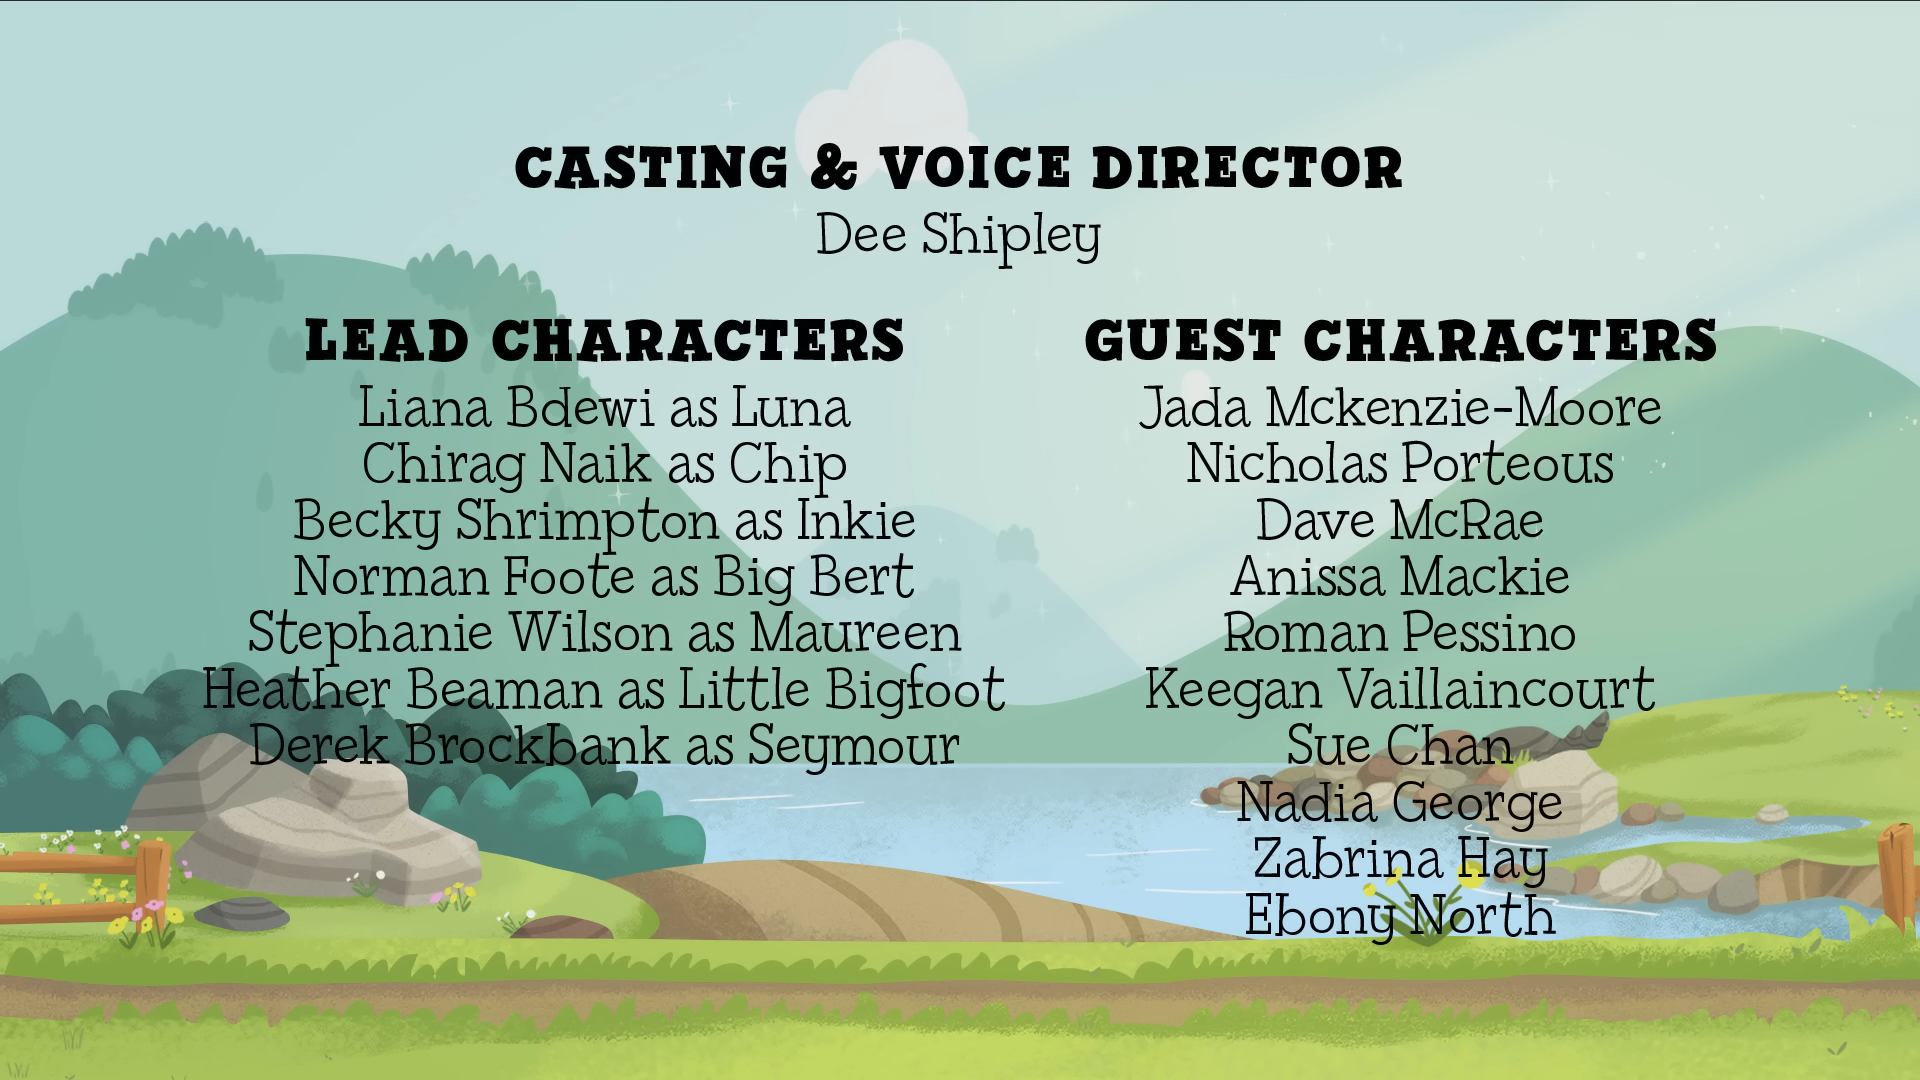 CASTING & VOICE DIRECTOR
Dee Shipley
LEAD CHARACTERS
Liana Bdewi as Luna
Chirag Naik as Chip
Becky Shrimpton as Inkie
Norman Foote as Big Bert
Stephanie Wilson as Maureen
Heather Beaman as Little Bigfoot
Derek Brockbank as Seymour
GUEST CHARACTERS
Jada Mckenzie-Moore
Nicholas Porteous
Dave McRae
Anissa Mackie
Roman Pessino
Keegan Vaillaincourt
Sue Chan
Nadia George
Zabrina Hay
Ebony North